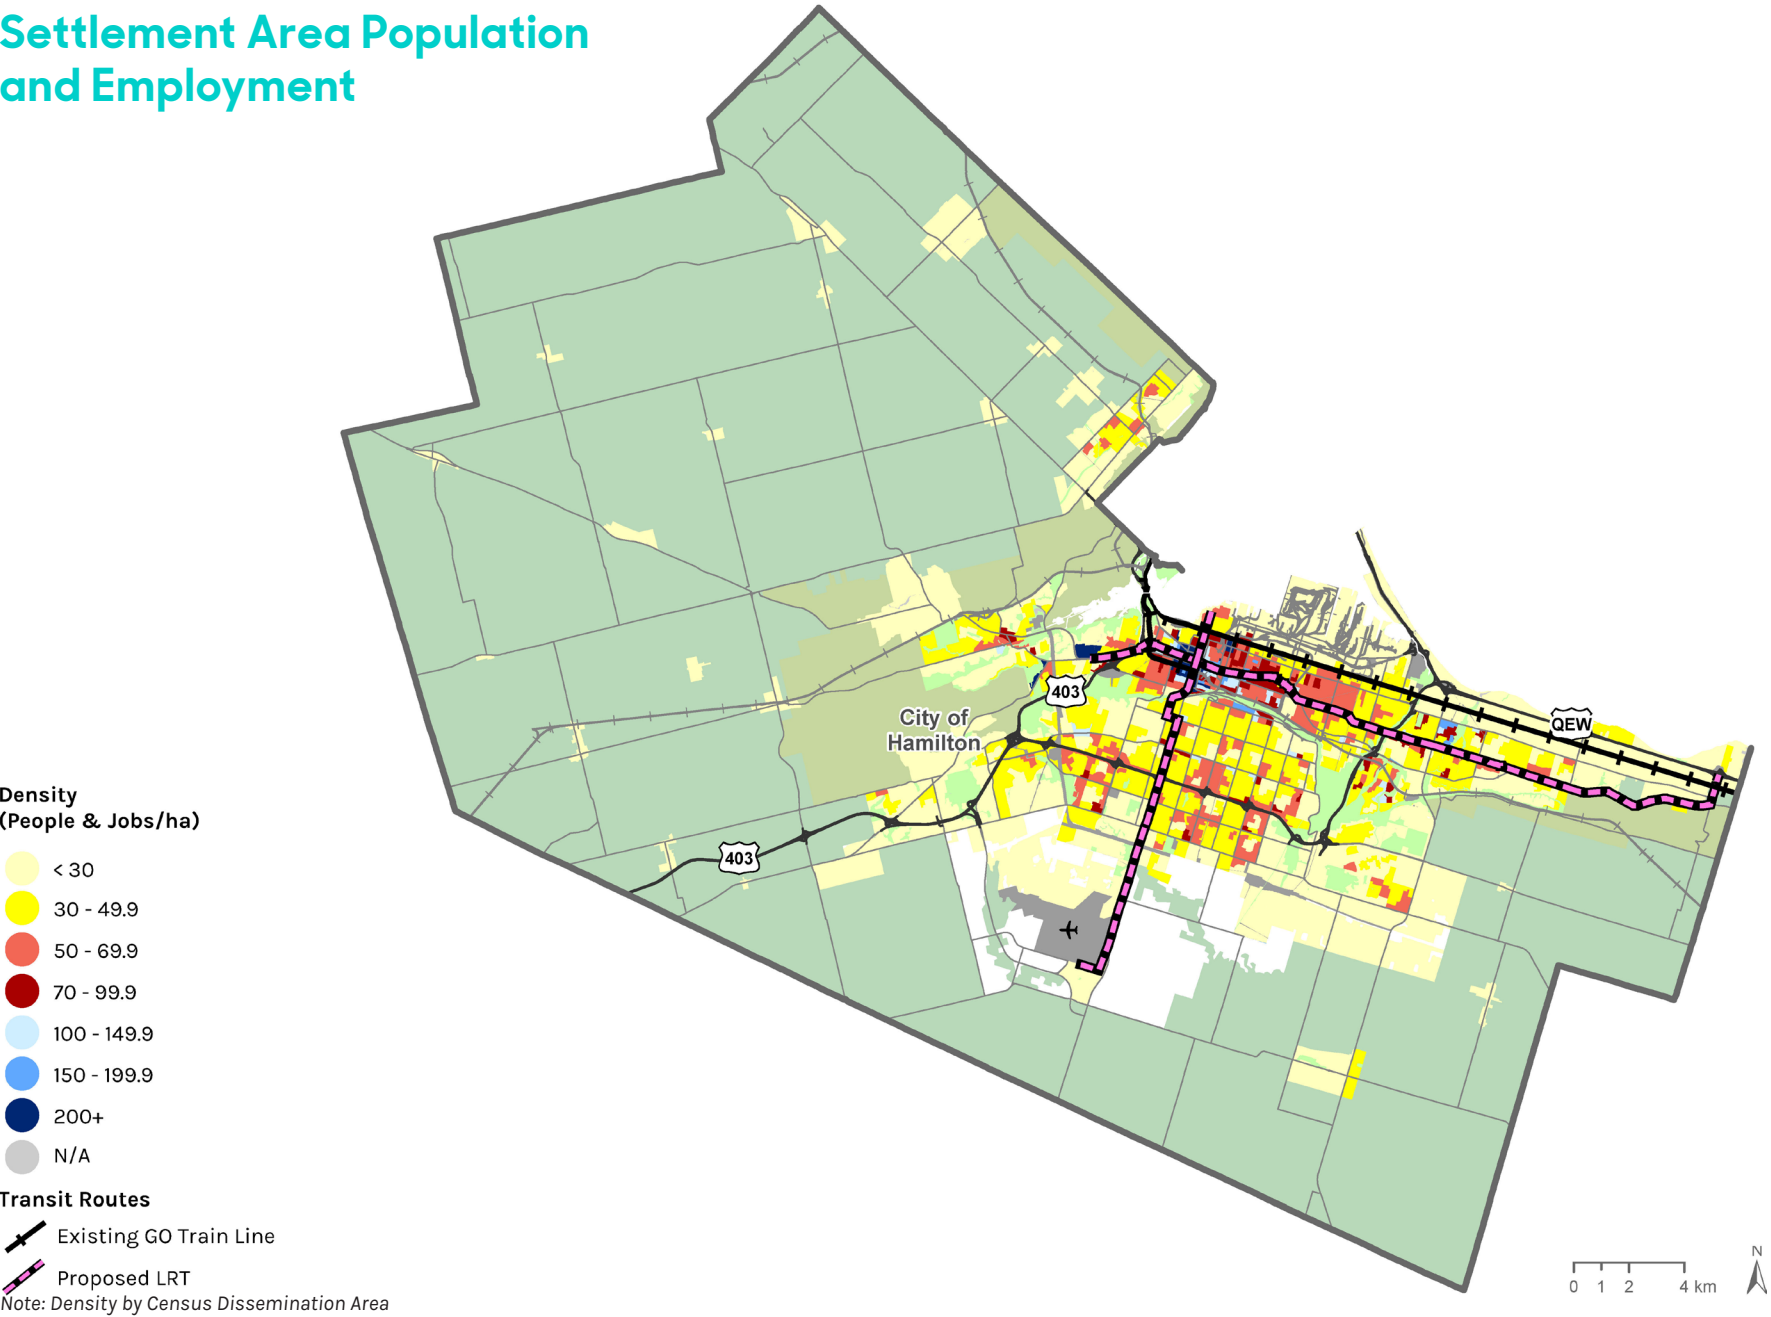 Settlement Area Population
and Employment
City of
Hamilton
403
403
QEW
Density
(People & Jobs/ha)
< 30
30 - 49.9
50 - 69.9
70 - 99.9
100 - 149.9
150 - 199.9
200+
N/A
Transit Routes
Existing GO Train Line
Proposed LRT
Note: Density by Census Dissemination Area
N
0 1 2 4 km